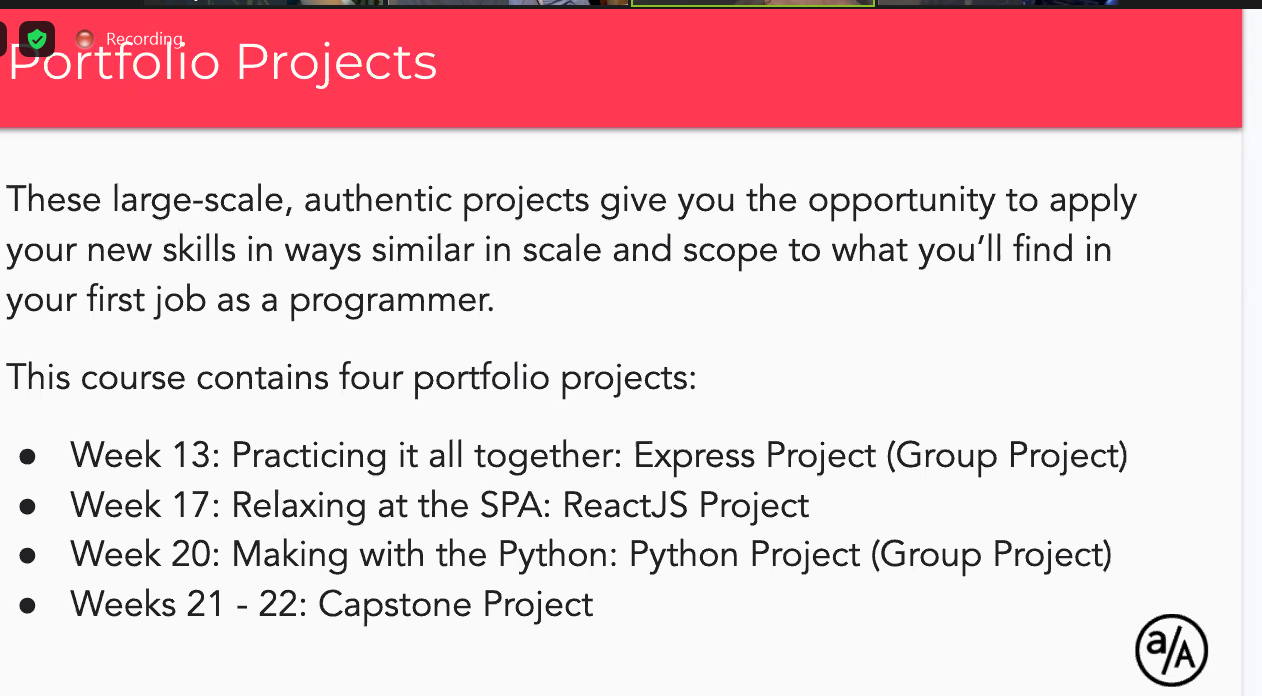 Recording
Portfolio Projects
These large-scale, authentic projects give you the opportunity to apply
your new skills in ways similar in scale and scope to what you’ll find in
your first job as a programmer.
This course contains four portfolio projects:
● Week 13: Practicing it all together: Express Project (Group Project)
● Week 17: Relaxing at the SPA: ReactJS Project
● Week 20: Making with the Python: Python Project (Group Project)
● Weeks 21 - 22: Capstone Project
a/A